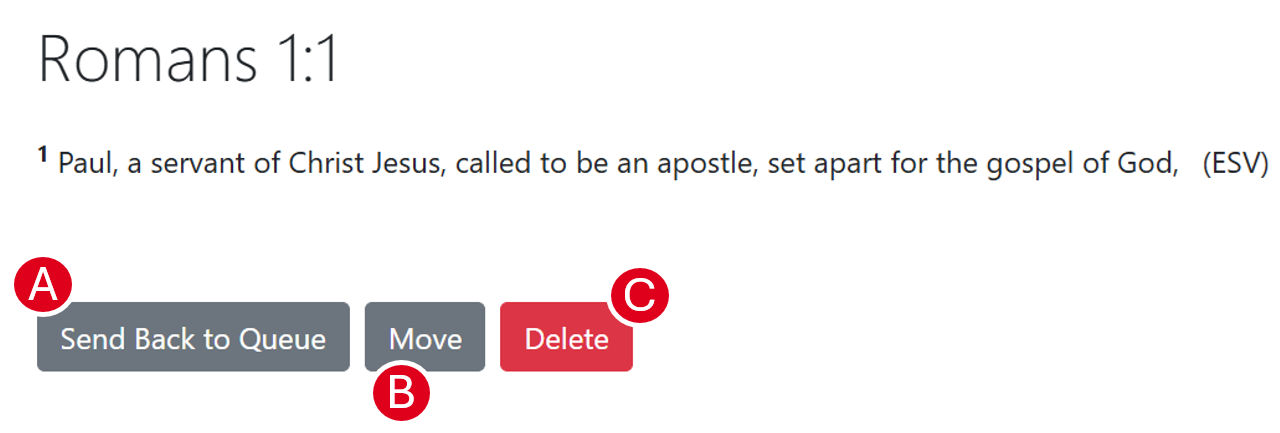 Romans 1:1
1 Paul, a servant of Christ Jesus, called to be an apostle, set apart for the gospel of God, (ESV)
A
C
Send Back to Queue Move Delete
B